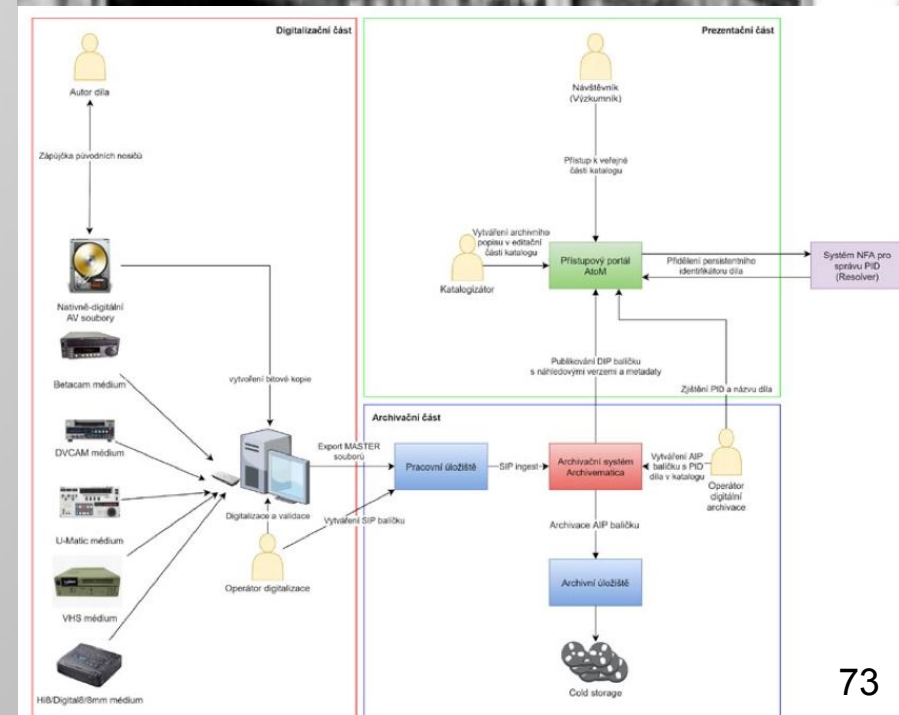 Digitalizační část
Autor díla
Zápůjčka původních nosičů
Nativně-digitální
AV soubory
Betacam médium
DVCAM médium
U-Matic médium
VHS médium
Hi8/Digital8/8mm médium
vytvoření bitové kopie
Digitalizace a validace
Operátor digitalizace
Export MASTER
souborů
Vytváření SIP balíčku
Prezentační část
Návštěvník
(Výzkumník)
Přístup k veřejné
části katalogu
Vytváření archivního
popisu v editační
části katalogu
Katalogizátor
Přístupový portál
AtoM
Přidělení persistentního
identifikátoru díla
Systém NFA pro
správu PID
(Resolver)
Publikování DIP balíčku
s náhledovými verzemi a metadaty
Zjištění PID a názvu díla
Archivační část
Pracovní úložiště
SIP ingest
Archivační systém
Archivematica
Vytváření AIP
balíčku s PID
díla v katalogu
Operátor
digitální
archivace
Archivace AIP balíčku
Archivní úložiště
Cold storage
73